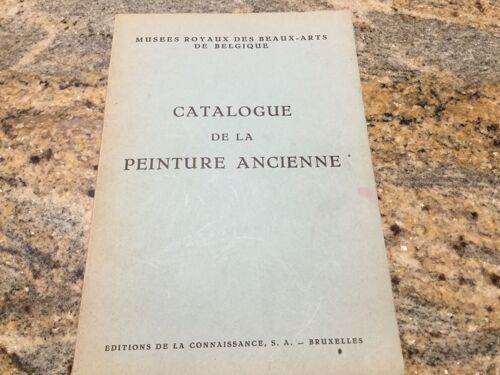 MUSEES ROYAUX DES BEAUX-ARTS
DE BELGIQUE
CATALOGUE
DE LA
PEINTURE ANCIENNE
EDITIONS DE LA CONNAISSANCE, S. A. — BRUXELLES